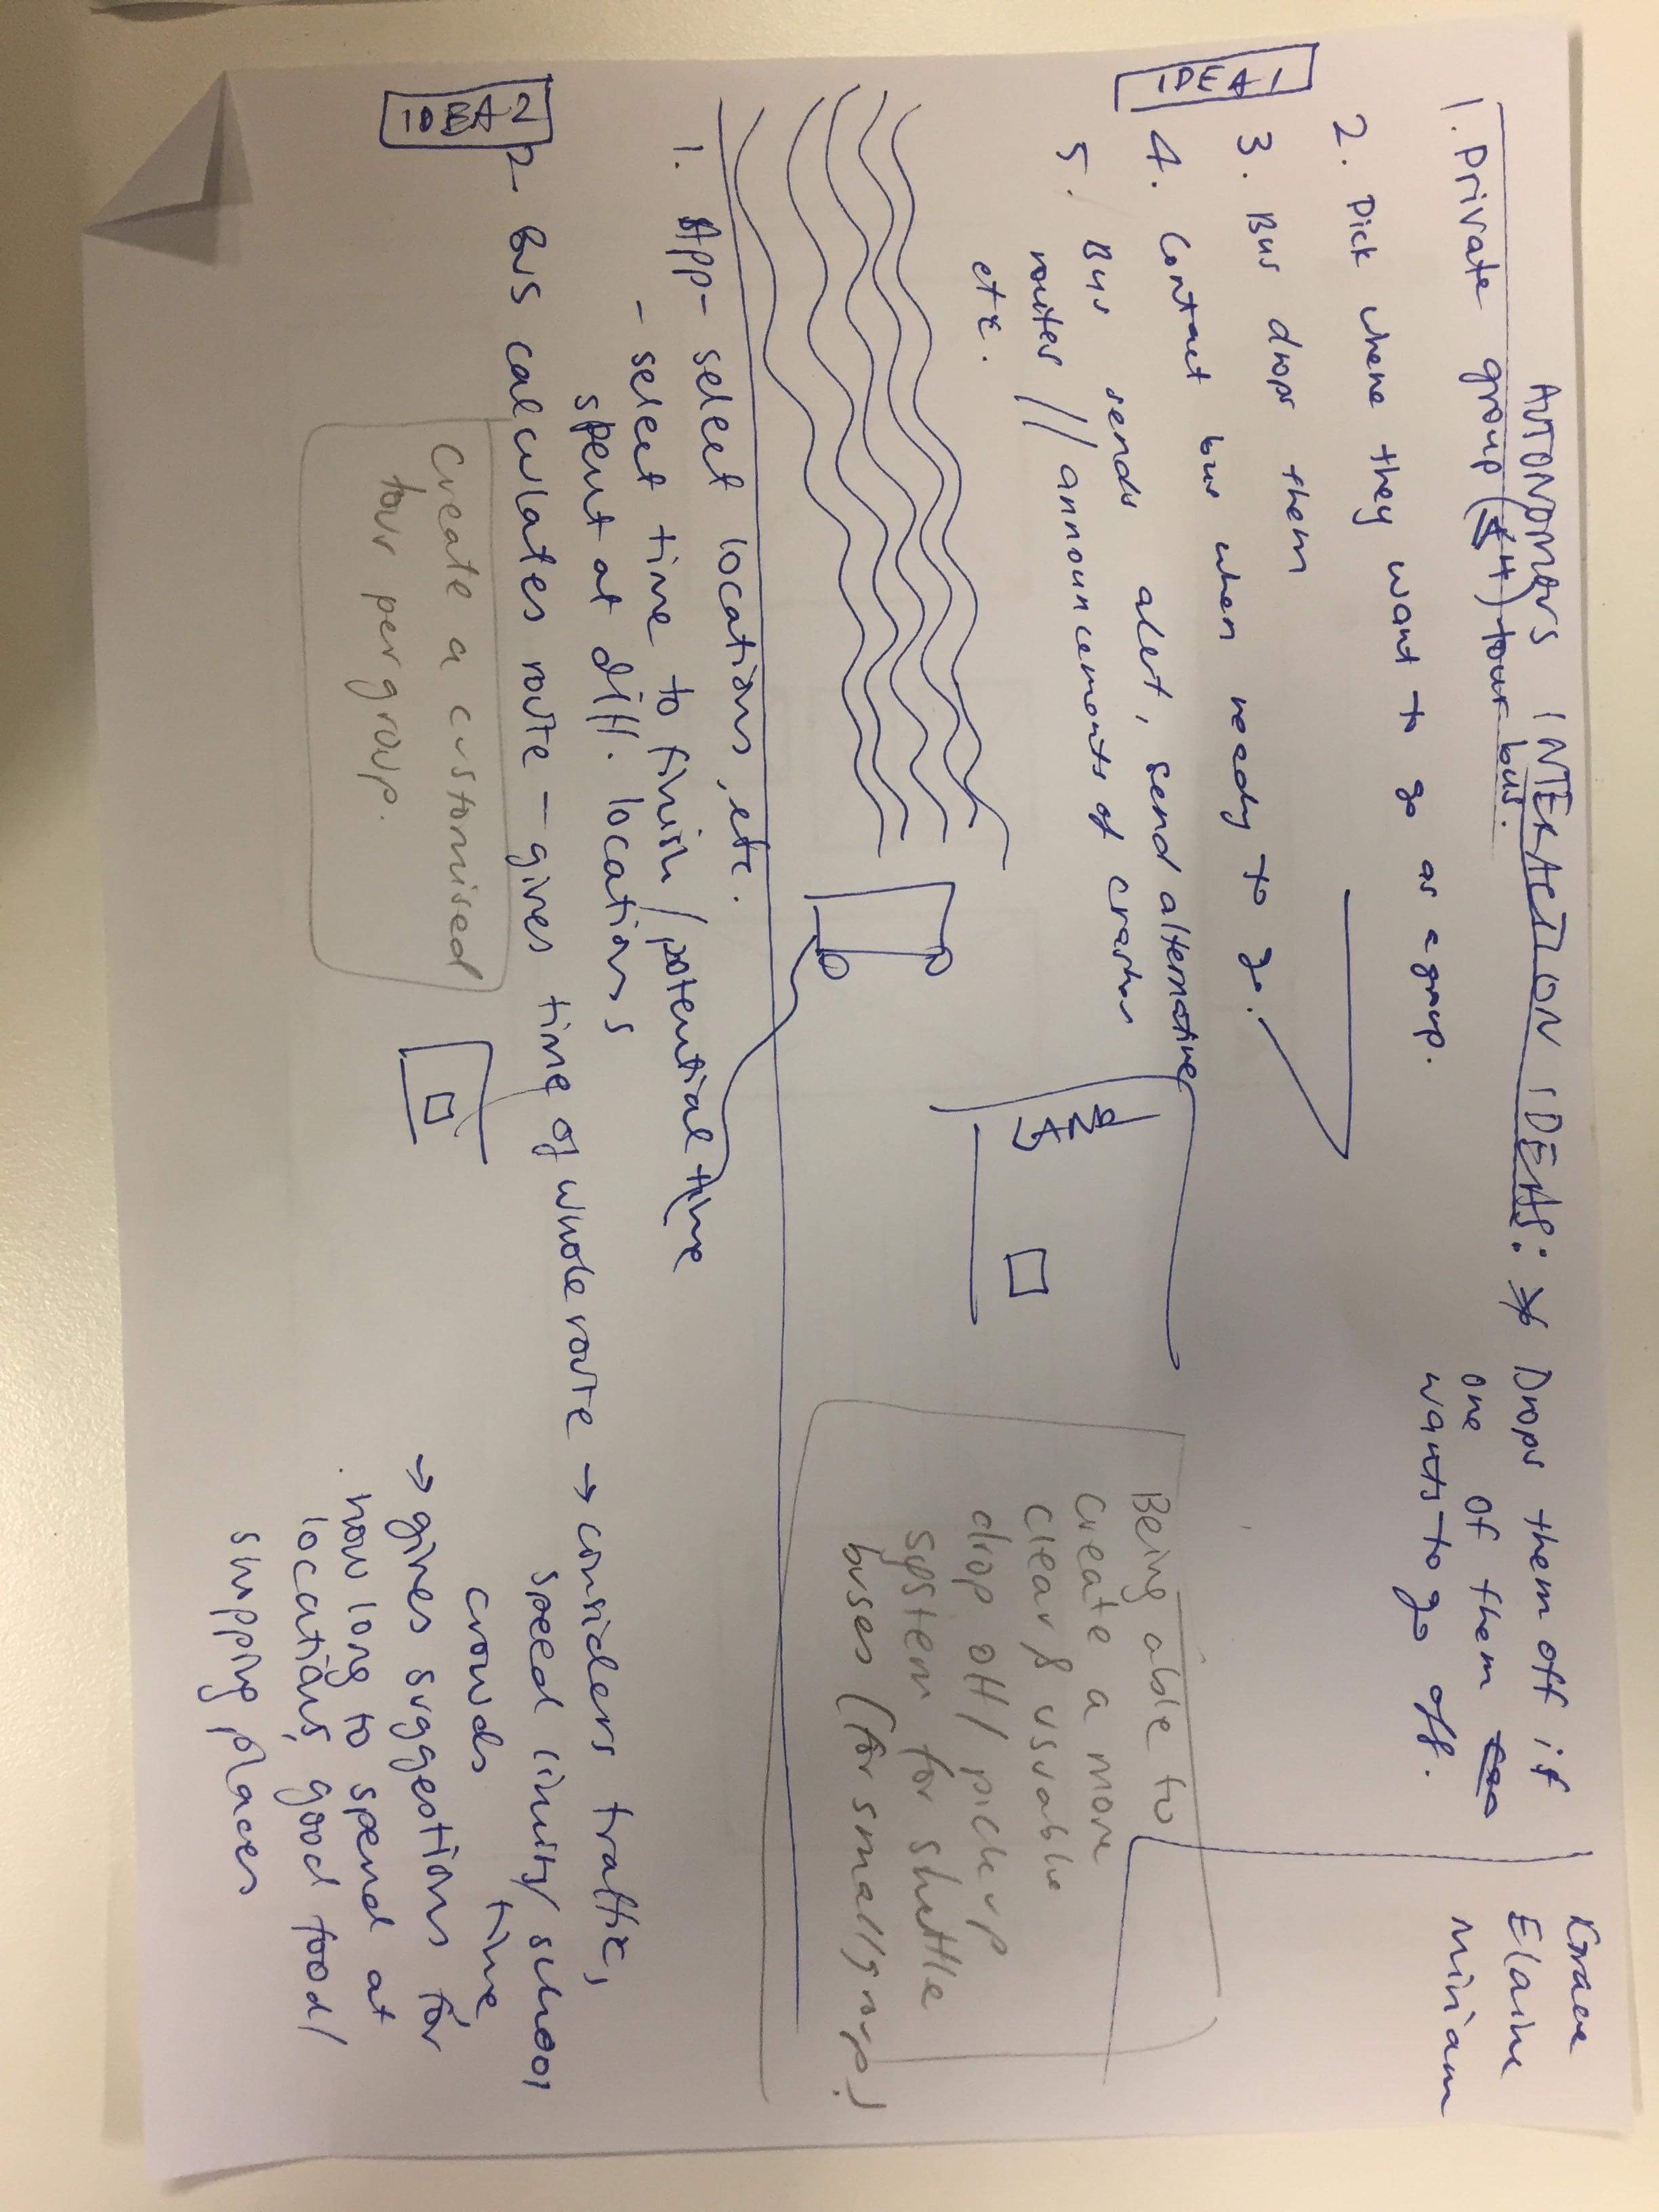 AUTONOMOUS INTERACTION IDEAS:
Grace
Elaine
Miriam
IDEA 1
1. Private group (4) tour bus.
2. Pick where they want to go as a group.
3. Bus drops them
4. Contact bus when ready to go.
5. Bus sends alert, send alternative
routes // announcements of crashes
etc.
* Drops them off if
one of them
wants to go off.
Being able to
create a more
clear & usuable
drop off / pick up
system for shuttle
buses (for small group)
IDEA 2
1. App - select locations, etc.
- select time to finish / potential time
spent at diff. locations
2. Bus calculates route - gives time of whole route → considers traffic,
speed limits/ school
time
crowds
→ gives suggestions for
how long to spend at
locations, good food/
shopping places
Create a customised
tour per group.